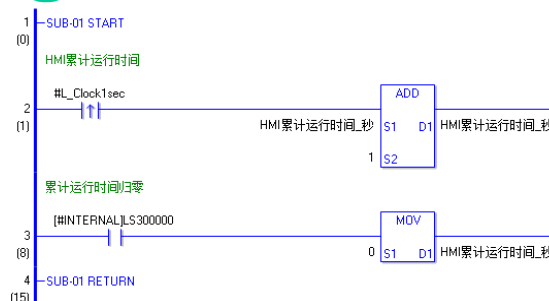 1 SUB-01 START
(0)
HMI累计运行时间
#L_Clock1sec
ADD
2
(1) HMI累计运行时间_秒 S1 D1 HMI累计运行时间_秒
1 S2
累计运行时间归零
[#INTERNAL]LS300000
MOV
3
(8) 0 S1 D1 HMI累计运行时间_秒
4 SUB-01 RETURN
(15)